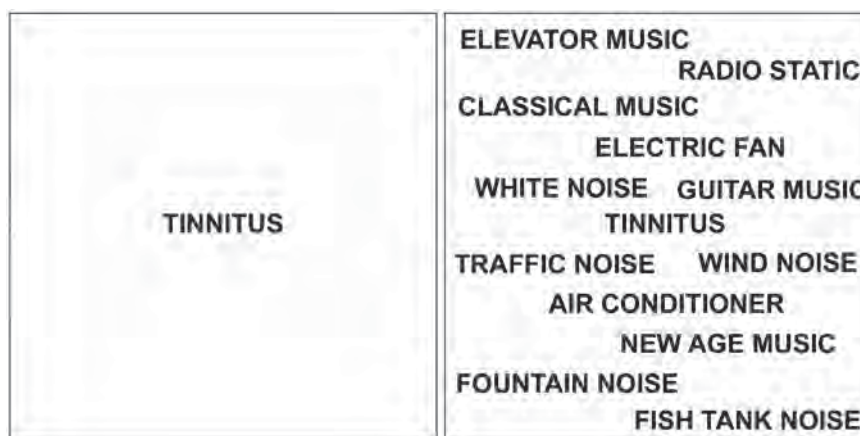 TINNITUS
ELEVATOR MUSIC
RADIO STATIC
CLASSICAL MUSIC
ELECTRIC FAN
WHITE NOISE GUITAR MUSIC
TINNITUS
TRAFFIC NOISE WIND NOISE
AIR CONDITIONER
NEW AGE MUSIC
FOUNTAIN NOISE
FISH TANK NOISE